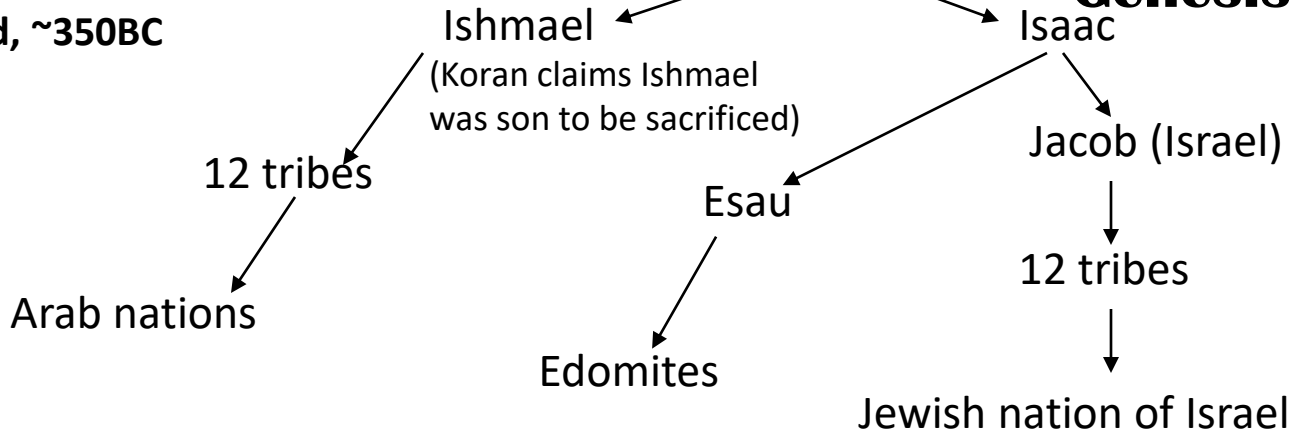 Genesis
Ishmael
Isaac
~350BC
(Koran claims Ishmael
was son to be sacrificed)
Jacob (Israel)
12 tribes
Esau
12 tribes
Arab nations
Edomites
Jewish nation of Israel